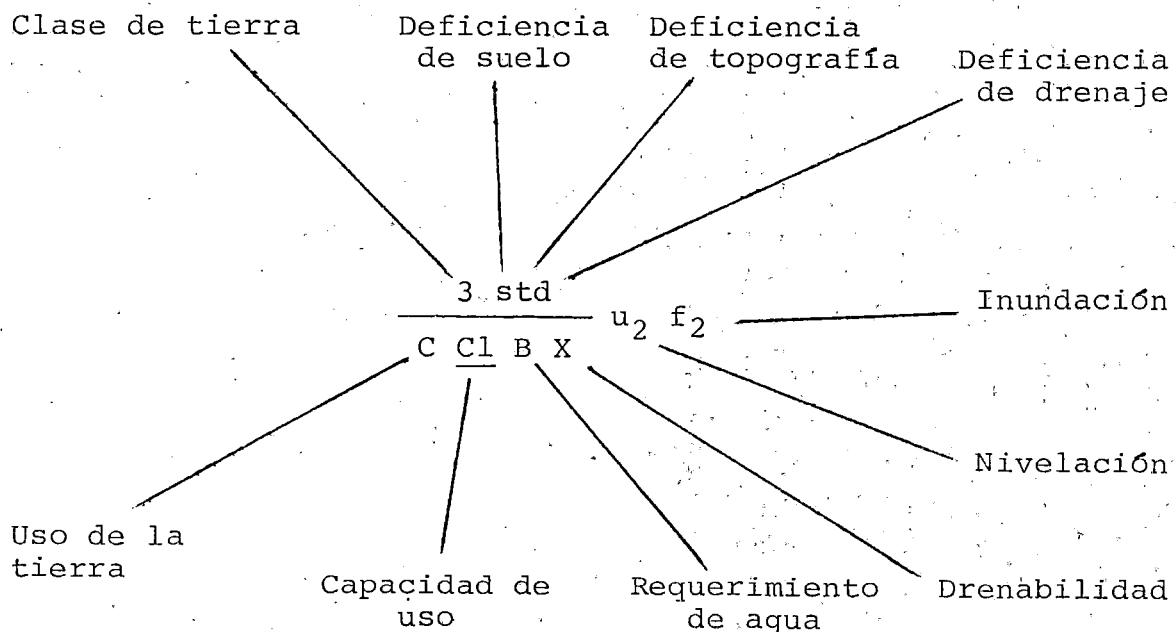 Clase de tierra
Deficiencia
de suelo
Deficiencia
de topografía
Deficiencia
de drenaje
3 std
u2 f2
C Cl B X
Inundación
Nivelación
Uso de la
tierra
Capacidad de
uso
Requerimiento
de agua
Drenabilidad